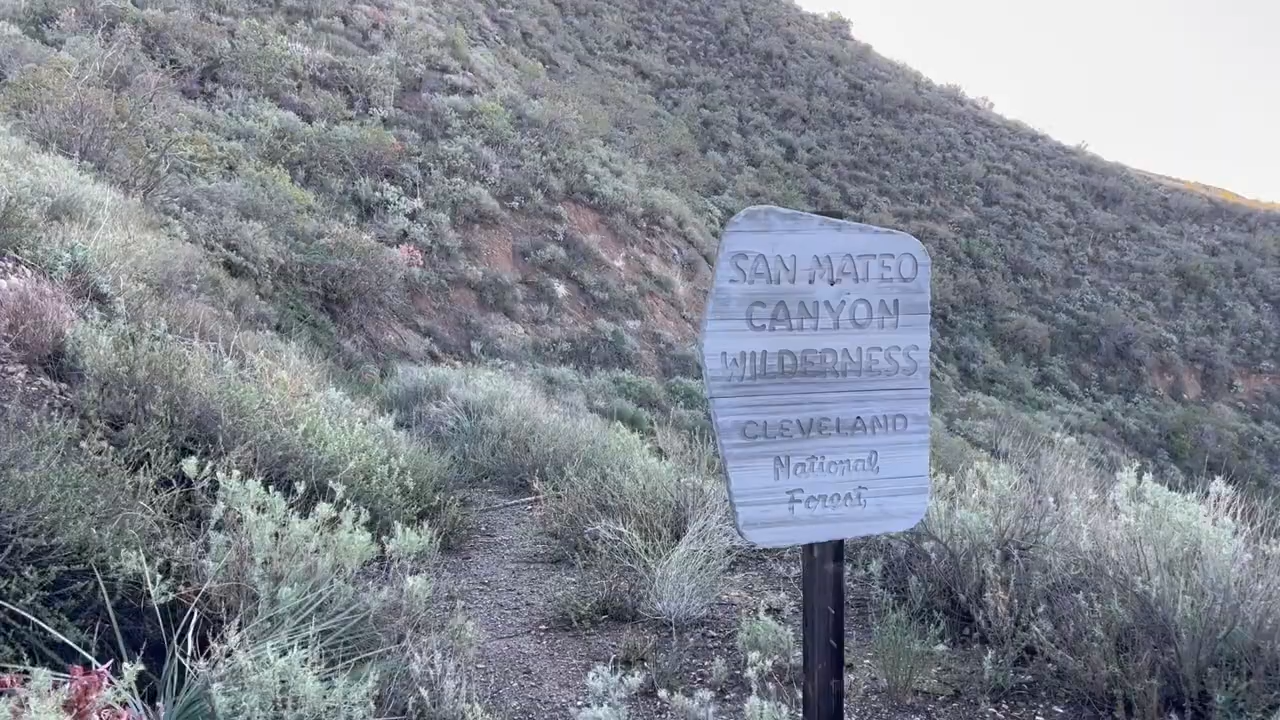 SAN MATEO
CANYON
WILDERNESS
CLEVELAND
National
Forest